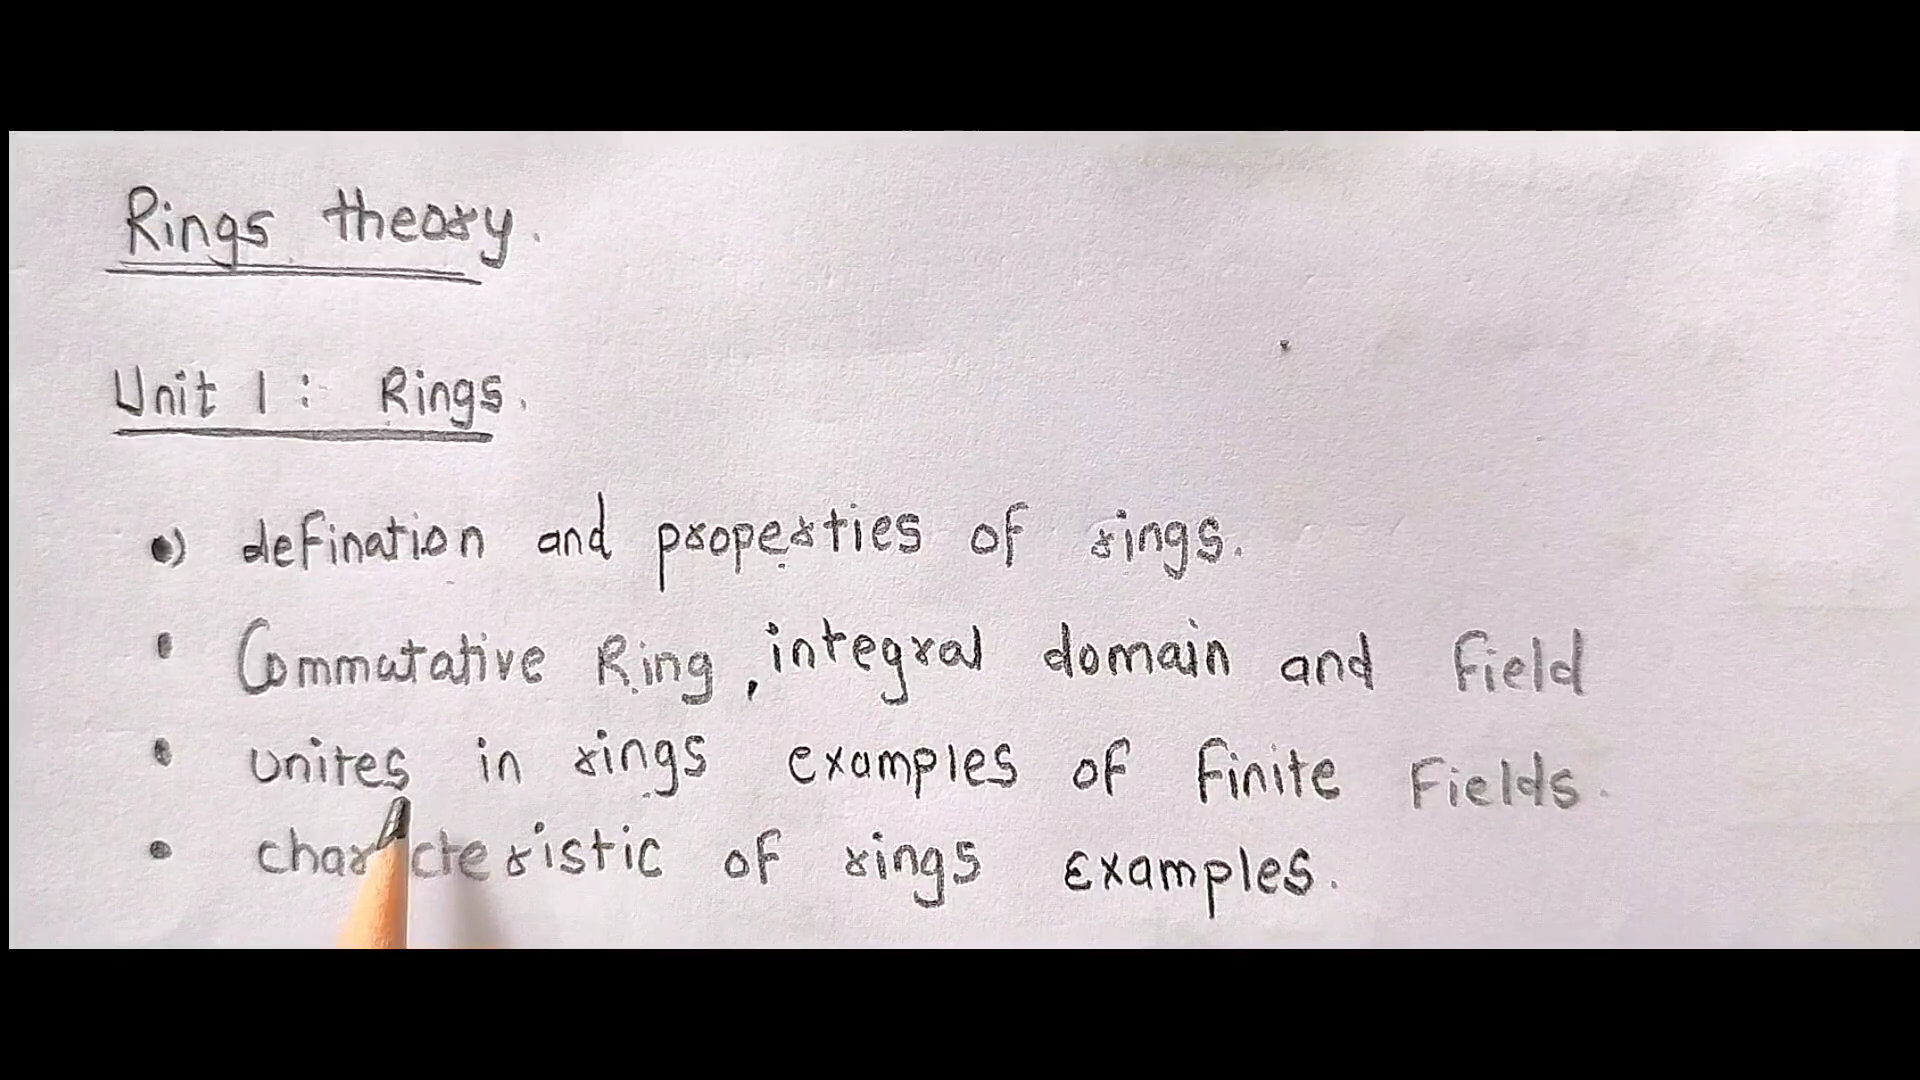 Rings theory.
Unit 1: Rings.
•) defination and properties of rings.
• Commutative Ring, integral domain and Field
• unites in rings examples of finite Fields.
• characteristic of rings examples.